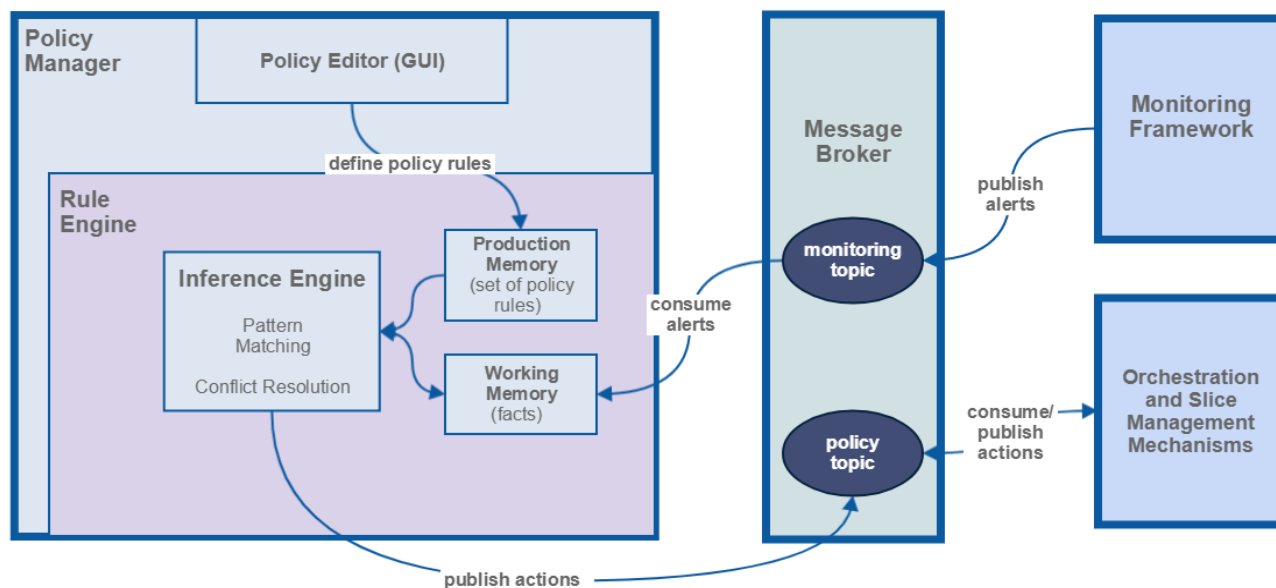 Policy
Manager
Policy Editor (GUI)
define policy rules
Rule
Engine
Inference Engine
Pattern
Matching
Conflict Resolution
Production
Memory
(set of policy
rules)
Working
Memory
(facts)
consume
alerts
publish actions
Message
Broker
monitoring
topic
policy
topic
publish
alerts
consume/
publish
actions
Monitoring
Framework
Orchestration
and Slice
Management
Mechanisms